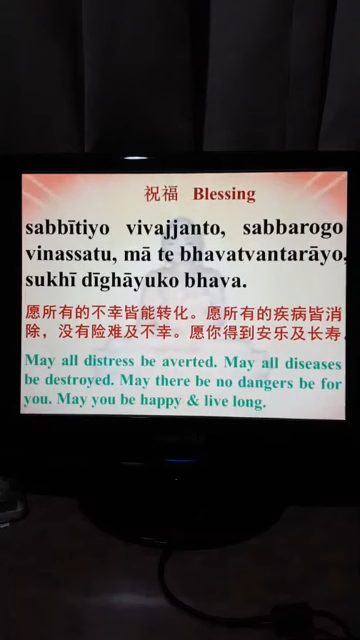 祝福 Blessing
sabbītiyo vivajjanto, sabbarogo
vinassatu, mā te bhavatvantarāyo,
sukhī dīghāyuko bhava.
愿所有的不幸皆能转化。愿所有的疾病皆消
除，没有险难及不幸。愿你得到安乐及长寿。
May all distress be averted. May all diseases
be destroyed. May there be no dangers be for
you. May you be happy & live long.